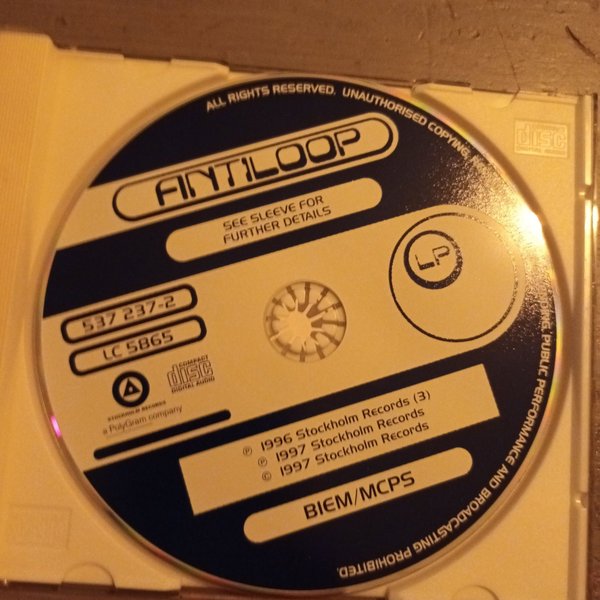 ALL RIGHTS RESERVED. UNAUTHORISED COPYING,
ANTILOOP
SEE SLEEVE FOR
FURTHER DETAILS
LP
537 237-2
LC 5865
STOCKHOLM RECORDS
a PolyGram company
COMPACT
disc
DIGITAL AUDIO
℗ 1996 Stockholm Records (3)
℗ 1997 Stockholm Records
© 1997 Stockholm Records
BIEM/MCPS
PUBLIC PERFORMANCE AND BROADCASTING PROHIBITED.
disc